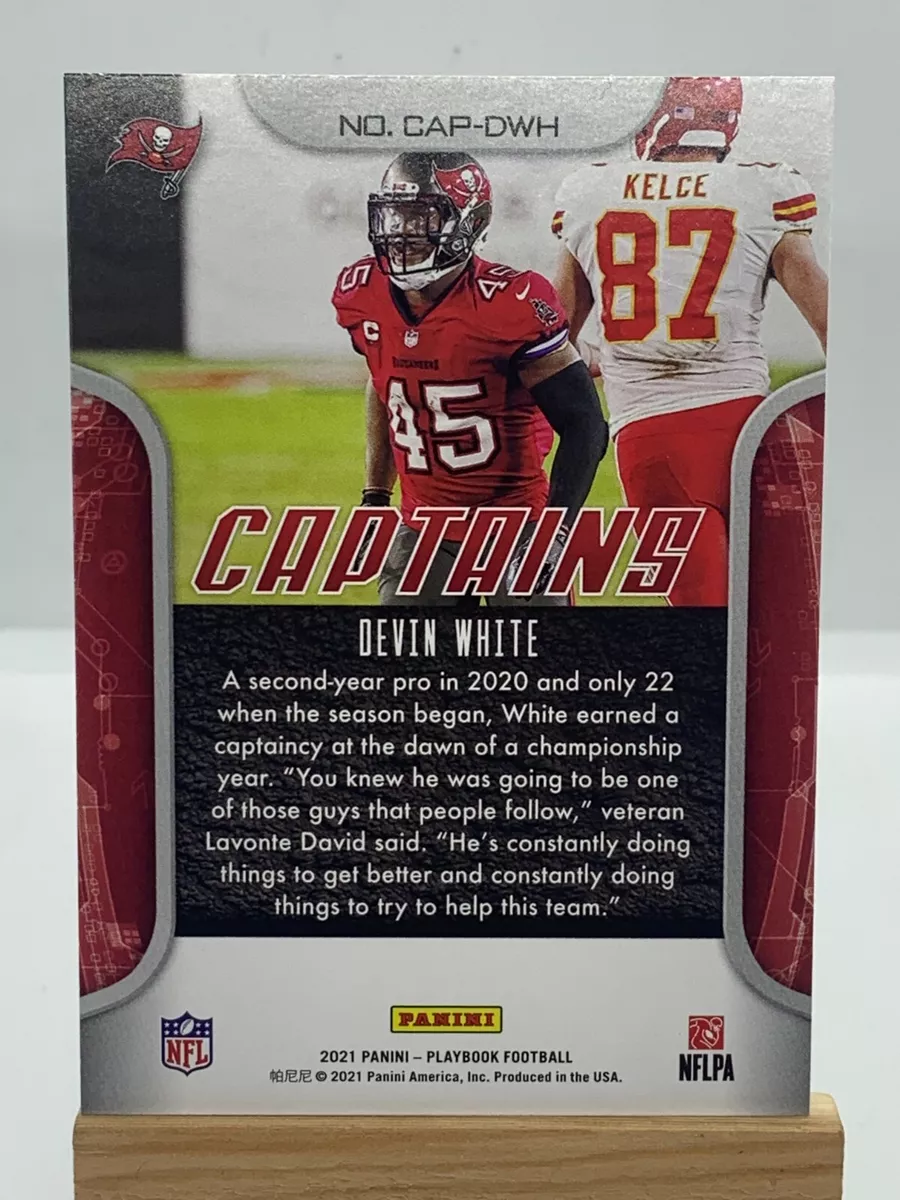 NO. CAP-DWH
KELCE
87
45
45
C
BUCCANEERS
45
CAPTAINS
DEVIN WHITE
A second-year pro in 2020 and only 22
when the season began, White earned a
captaincy at the dawn of a championship
year. “You knew he was going to be one
of those guys that people follow,” veteran
Lavonte David said. “He’s constantly doing
things to get better and constantly doing
things to try to help this team.”
PANINI
NFL
2021 PANINI – PLAYBOOK FOOTBALL
NFLPA
帕尼尼 © 2021 Panini America, Inc. Produced in the USA.